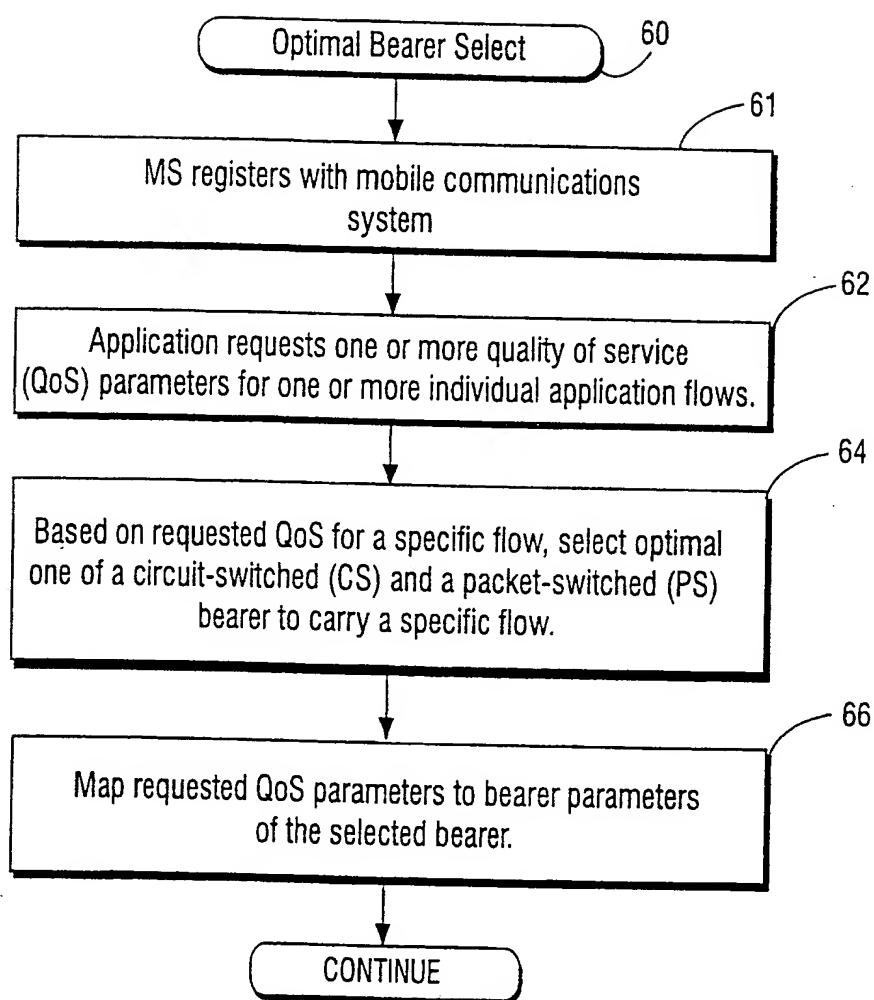 Optimal Bearer Select
60
61
MS registers with mobile communications
system
62
Application requests one or more quality of service
(QoS) parameters for one or more individual application flows.
64
Based on requested QoS for a specific flow, select optimal
one of a circuit-switched (CS) and a packet-switched (PS)
bearer to carry a specific flow.
66
Map requested QoS parameters to bearer parameters
of the selected bearer.
CONTINUE